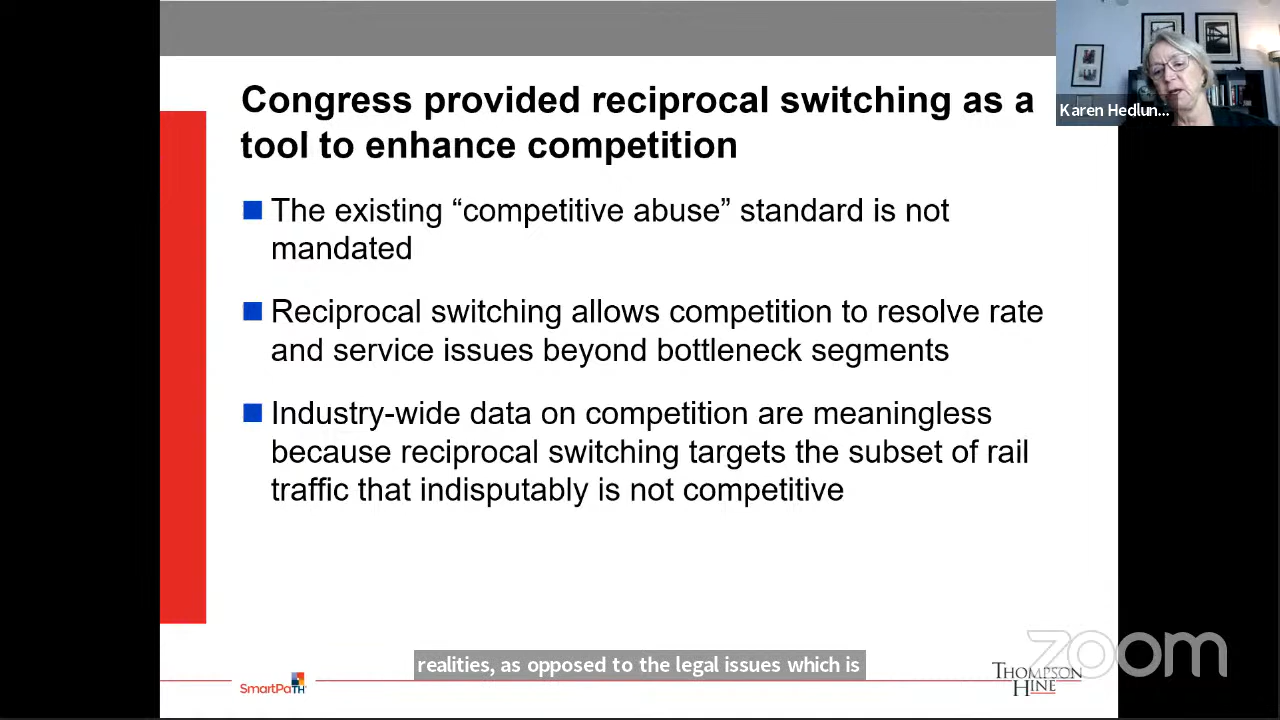 Congress provided reciprocal switching as a
tool to enhance competition
Karen Hedlun...
The existing “competitive abuse” standard is not
mandated
Reciprocal switching allows competition to resolve rate
and service issues beyond bottleneck segments
Industry-wide data on competition are meaningless
because reciprocal switching targets the subset of rail
traffic that indisputably is not competitive
realities, as opposed to the legal issues which is
zoom
SmartPaTH
THOMPSON
HINE